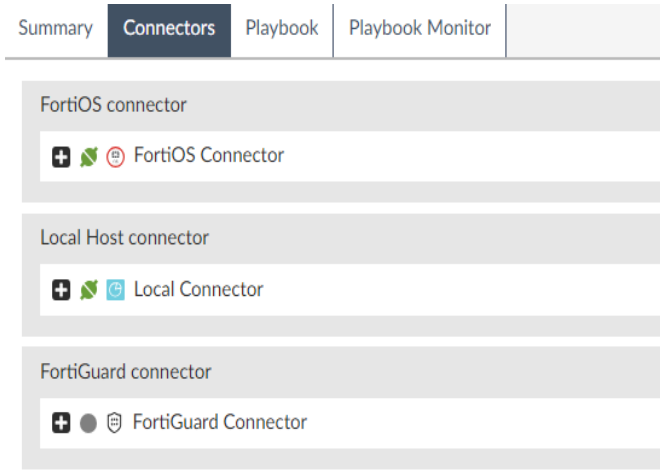 Summary Connectors Playbook Playbook Monitor
FortiOS connector
FortiOS Connector
Local Host connector
Local Connector
FortiGuard connector
FortiGuard Connector